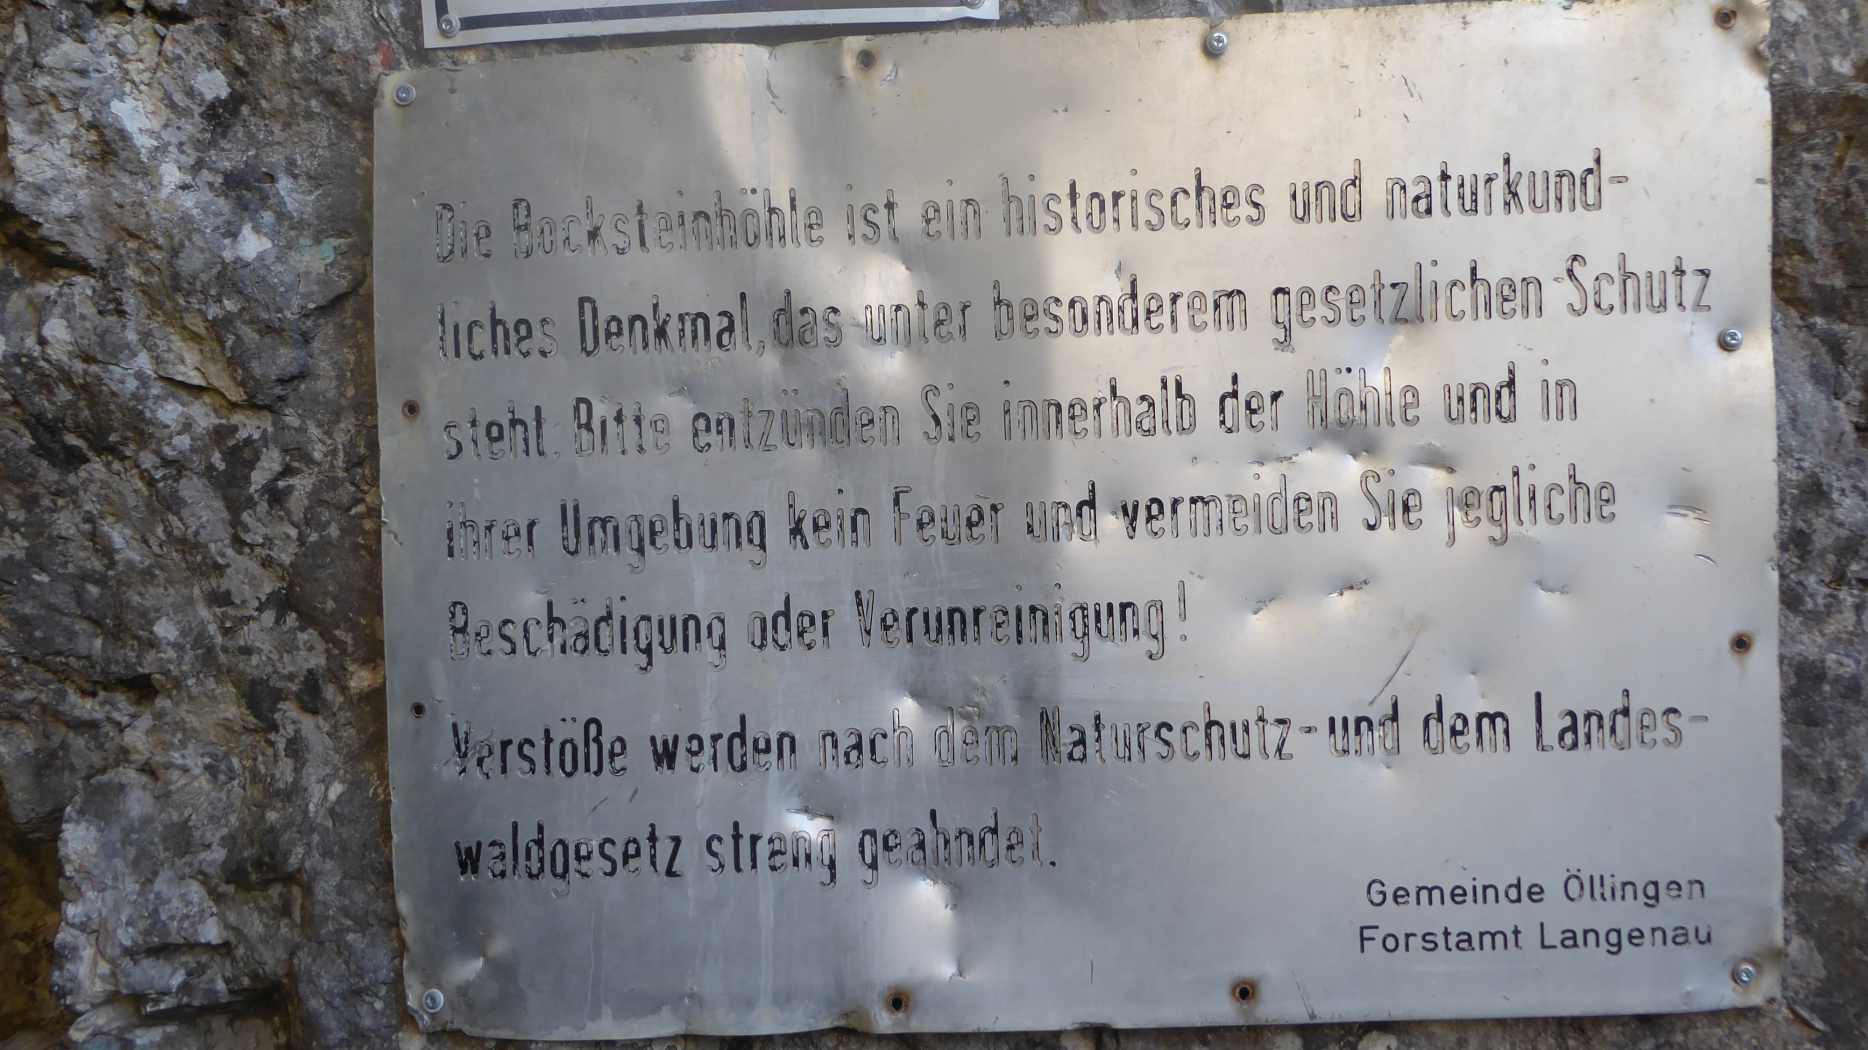 Die Bocksteinhöhle ist ein historisches und naturkund-
liches Denkmal, das unter besonderem gesetzlichen Schutz
steht. Bitte entzünden Sie innerhalb der Höhle und in
ihrer Umgebung kein Feuer und vermeiden Sie jegliche
Beschädigung oder Verunreinigung!
Verstöße werden nach dem Naturschutz- und dem Landes-
waldgesetz streng geahndet.
Gemeinde Öllingen
Forstamt Langenau